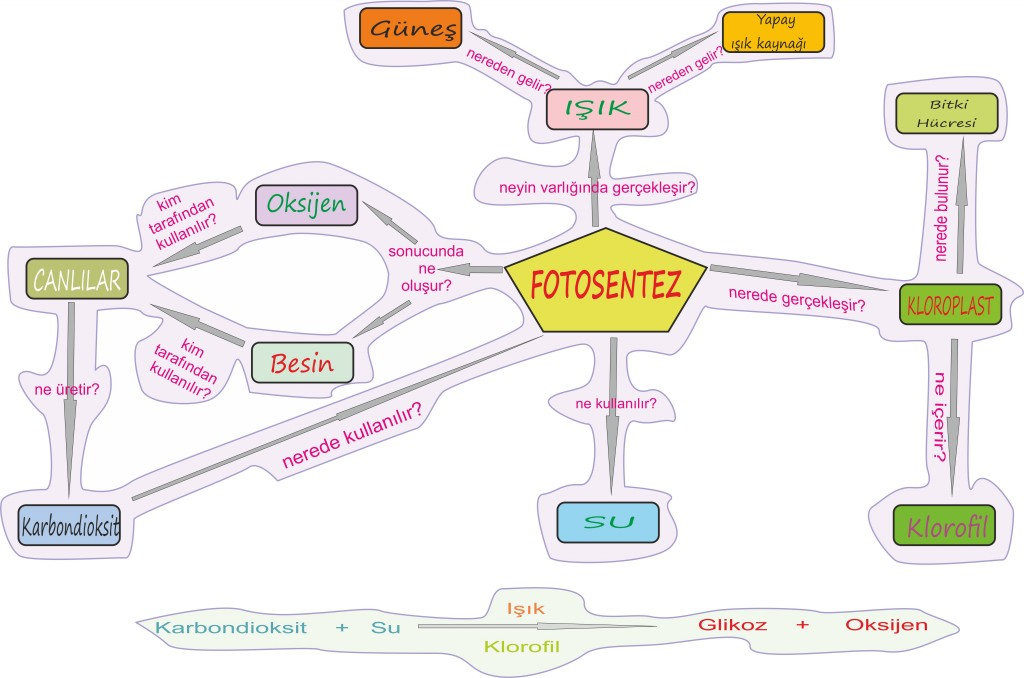 Güneş
Yapay
ışık kaynağı
nereden gelir?
nereden gelir?
IŞIK
Bitki
Hücresi
neyin varlığında gerçekleşir?
nerede bulunur?
kim
tarafından
kullanılır?
Oksijen
sonucunda
ne
oluşur?
CANLILAR
FOTOSENTEZ
nerede gerçekleşir?
KLOROPLAST
kim
tarafından
kullanılır?
Besin
ne üretir?
nerede kullanılır?
ne kullanılır?
ne içerir?
Karbondioksit
SU
Klorofil
Işık
Karbondioksit + Su
Glikoz + Oksijen
Klorofil